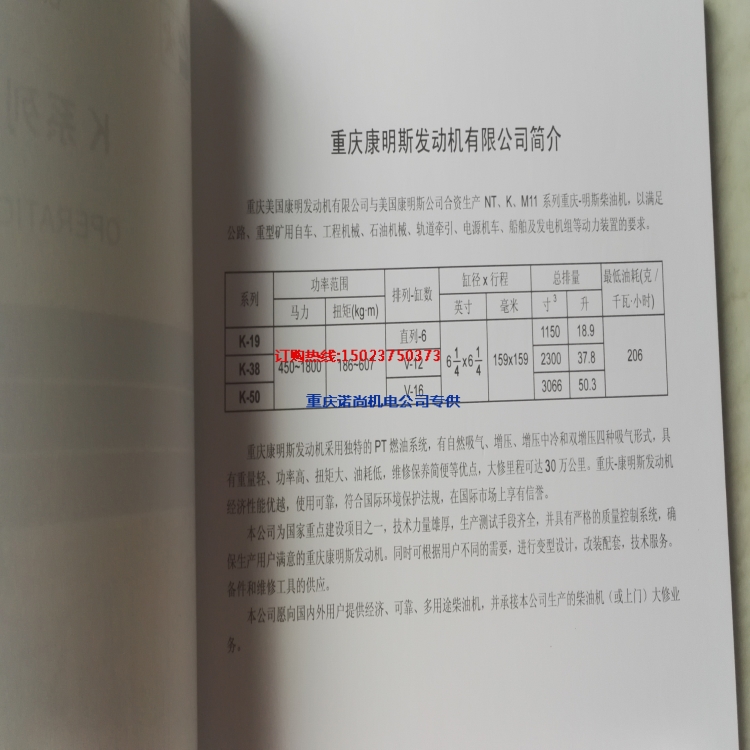 K 系列
OPERATIO
重庆康明斯发动机有限公司简介
重庆美国康明发动机有限公司与美国康明斯公司合资生产 NT、K、M11 系列重庆-明斯柴油机，以满足
公路、重型矿用自车、工程机械、石油机械、轨道牵引、电源机车、船舶及发电机组等动力装置的要求。
系列 功率范围 排列-缸数 缸径 x 行程 总排量 最低油耗(克 /
马力 扭矩(kg·m) 英寸 毫米 寸³ 升 千瓦·小时)
K-19 直列-6 1150 18.9
订购热线:15023750373
K-38 450~1800 186~607 V-12 6 1/4 x6 1/4 159x159 2300 37.8 206
K-50 V-16 3066 50.3
重庆诺尚机电公司专供
重庆康明斯发动机采用独特的 PT 燃油系统，有自然吸气、增压、增压中冷和双增压四种吸气形式，具
有重量轻、功率高、扭矩大、油耗低，维修保养简便等优点，大修里程可达 30 万公里。重庆-康明斯发动机
经济性能优越，使用可靠，符合国际环境保护法规，在国际市场上享有信誉。
本公司为国家重点建设项目之一，技术力量雄厚，生产测试手段齐全，并具有严格的质量控制系统，确
保生产用户满意的重庆康明斯发动机。同时可根据用户不同的需要，进行变型设计，改装配套，技术服务。
备件和维修工具的供应。
本公司愿向国内外用户提供经济、可靠、多用途柴油机，并承接本公司生产的柴油机（或上门）大修业
务。